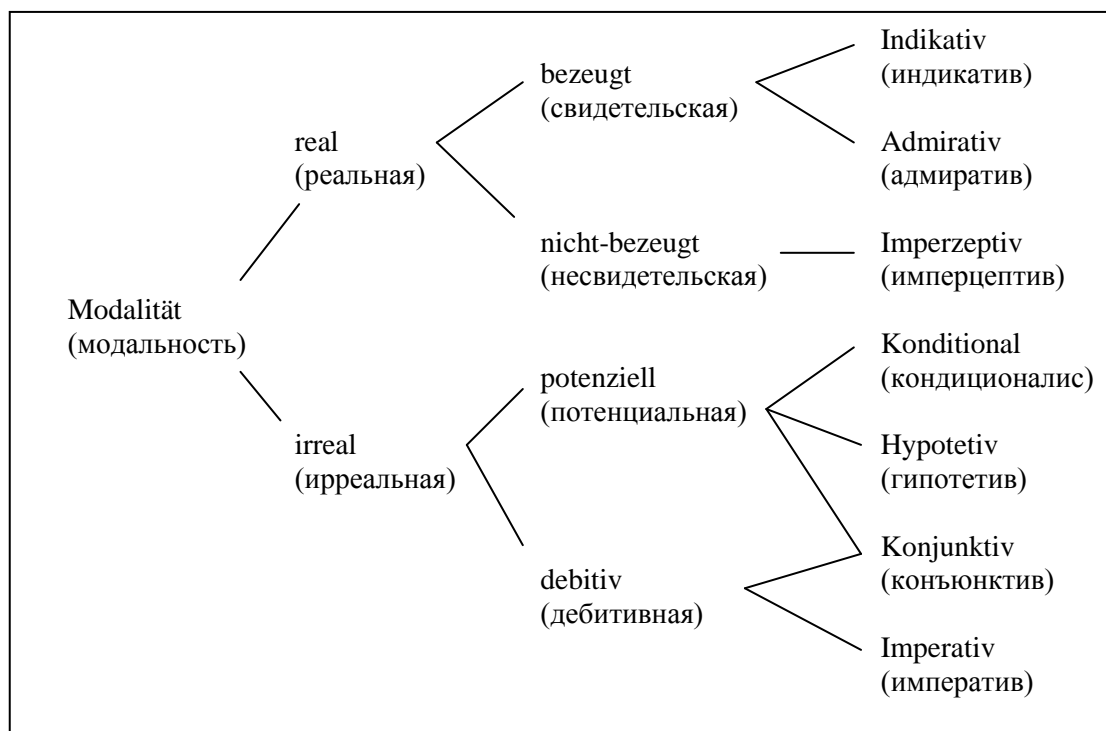 Indikativ
(индикатив)
bezeugt
(свидетельская)
Admirativ
(адмиратив)
real
(реальная)
nicht-bezeugt
(несвидетельская)
Imperzeptiv
(имперцептив)
Modalität
(модальность)
Konditional
(кондиционалис)
potenziell
(потенциальная)
irreal
(ирреальная)
Hypotetiv
(гипотетив)
Konjunktiv
(конъюнктив)
debitiv
(дебитивная)
Imperativ
(императив)